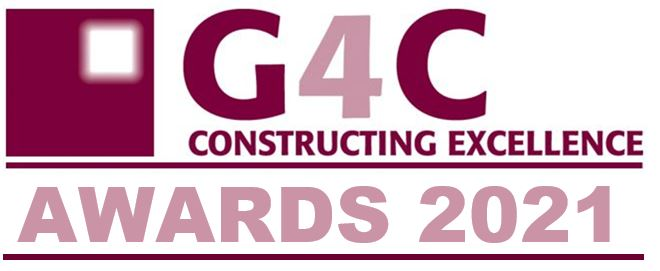 G4C
CONSTRUCTING EXCELLENCE
AWARDS 2021